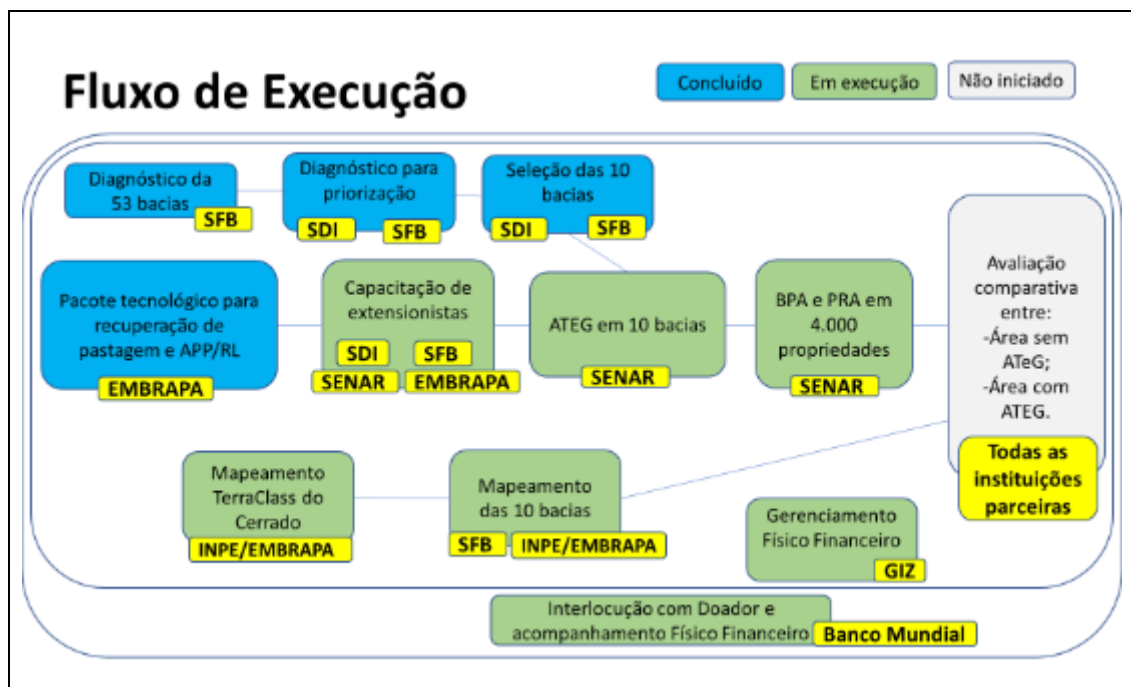 Fluxo de Execução
Concluído
Em execução
Não iniciado
Diagnóstico da
53 bacias
SFB
Diagnóstico para
priorização
SDI
SFB
Seleção das 10
bacias
SDI
SFB
Pacote tecnológico para
recuperação de
pastagem e APP/RL
EMBRAPA
Capacitação de
extensionistas
SDI
SFB
SENAR
EMBRAPA
ATEG em 10 bacias
SENAR
BPA e PRA em
4.000
propriedades
SENAR
Avaliação
comparativa
entre:
-Área sem
ATeG;
-Área com
ATEG.
Todas as
instituições
parceiras
Mapeamento
TerraClass do
Cerrado
INPE/EMBRAPA
Mapeamento
das 10 bacias
SFB
INPE/EMBRAPA
Gerenciamento
Físico Financeiro
GIZ
Interlocução com Doador e
acompanhamento Físico Financeiro
Banco Mundial